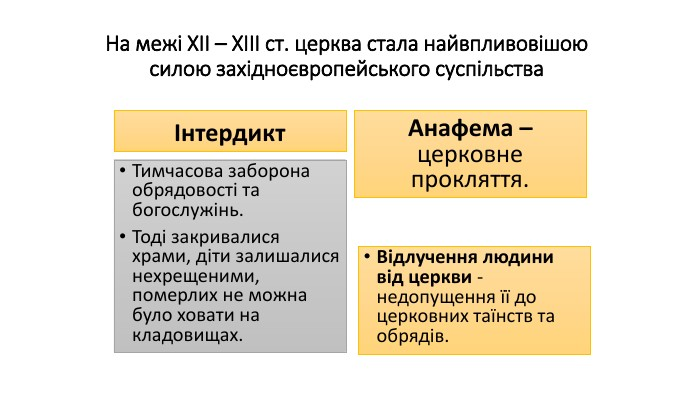 На межі XII – XIII ст. церква стала найвпливовішою
силою західноєвропейського суспільства
Інтердикт
• Тимчасова заборона
обрядовості та
богослужінь.
• Тоді закривалися
храми, діти залишалися
нехрещеними,
померлих не можна
було ховати на
кладовищах.
Анафема –
церковне
прокляття.
• Відлучення людини
від церкви -
недопущення її до
церковних таїнств та
обрядів.